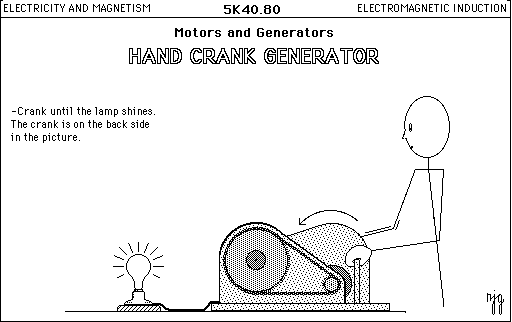 ELECTRICITY AND MAGNETISM
5K40.80
ELECTROMAGNETIC INDUCTION
Motors and Generators
HAND CRANK GENERATOR
-Crank until the lamp shines.
The crank is on the back side
in the picture.
njg